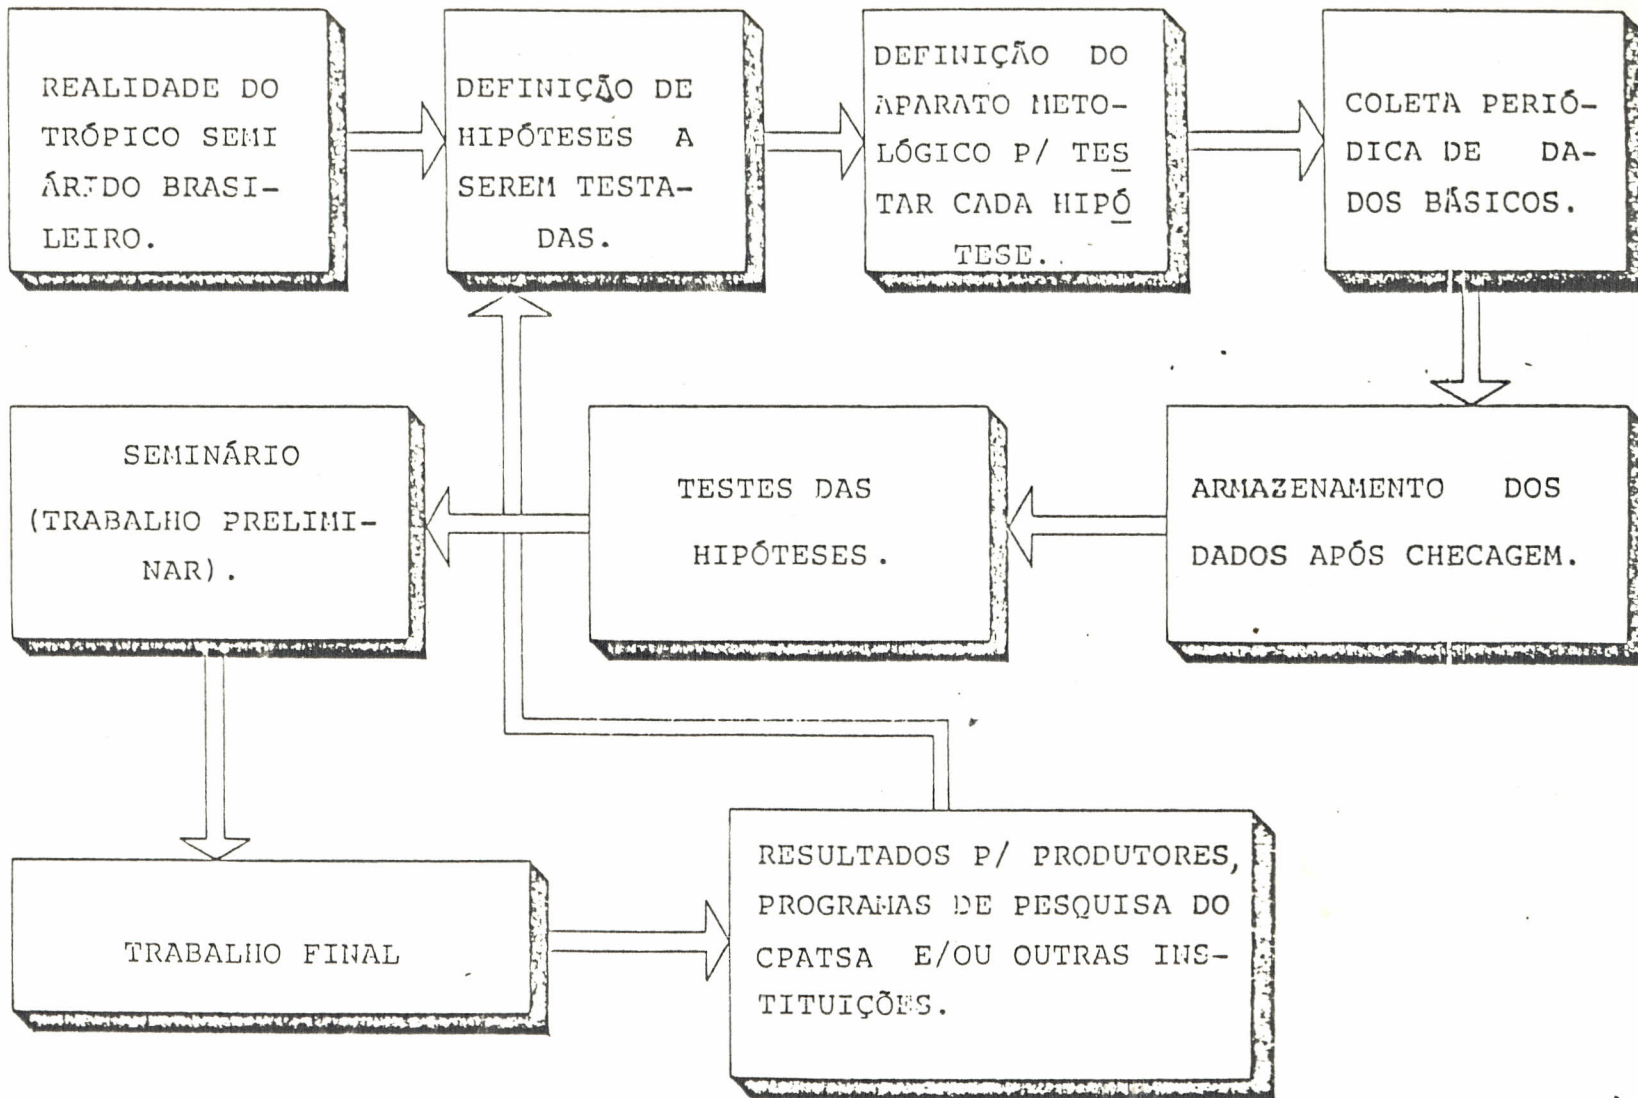 REALIDADE DO
TRÓPICO SEMI
ÁRIDO BRASI-
LEIRO.
DEFINIÇÃO DE
HIPÓTESES A
SEREM TESTA-
DAS.
DEFINIÇÃO DO
APARATO METO-
LÓGICO P/ TES
TAR CADA HIPÓ
TESE.
COLETA PERIÓ-
DICA DE DA-
DOS BÁSICOS.
ARMAZENAMENTO DOS
DADOS APÓS CHECAGEM.
TESTES DAS
HIPÓTESES.
SEMINÁRIO
(TRABALHO PRELIMI-
NAR).
TRABALHO FINAL
RESULTADOS P/ PRODUTORES,
PROGRAMAS DE PESQUISA DO
CPATSA E/OU OUTRAS INS-
TITUIÇÕES.